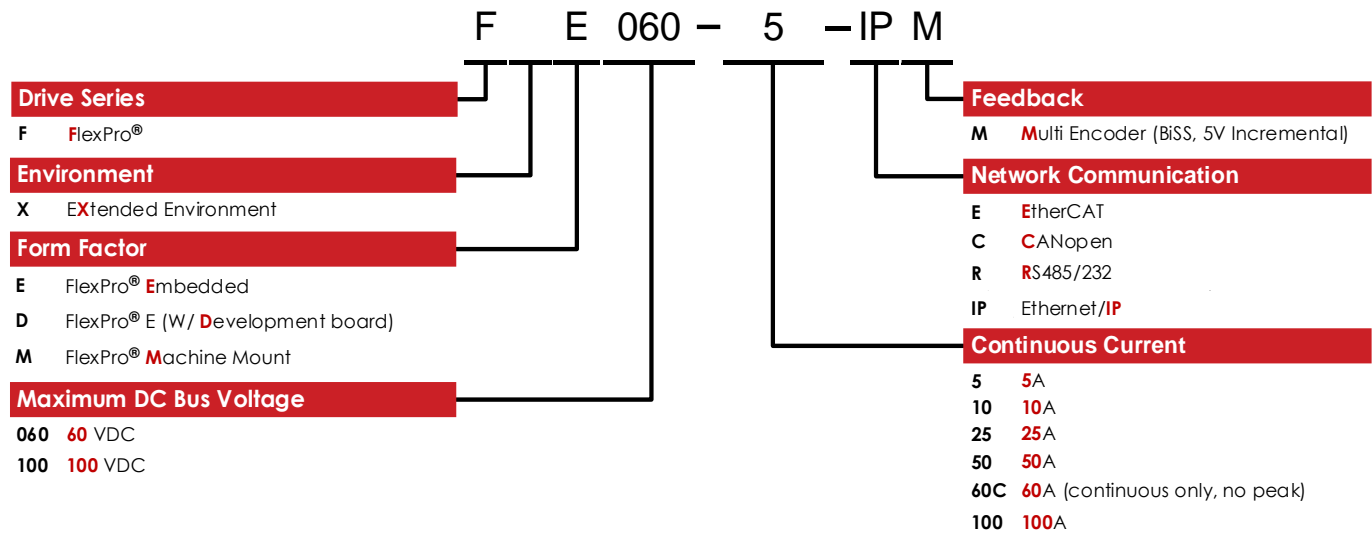 F E 060 – 5 – IP M
Drive Series
F FlexPro®
Environment
X EXtended Environment
Form Factor
E FlexPro® Embedded
D FlexPro® E (W/ Development board)
M FlexPro® Machine Mount
Maximum DC Bus Voltage
060 60 VDC
100 100 VDC
Feedback
M Multi Encoder (BiSS, 5V Incremental)
Network Communication
E EtherCAT
C CANopen
R RS485/232
IP Ethernet/IP
Continuous Current
5 5A
10 10A
25 25A
50 50A
60C 60A (continuous only, no peak)
100 100A